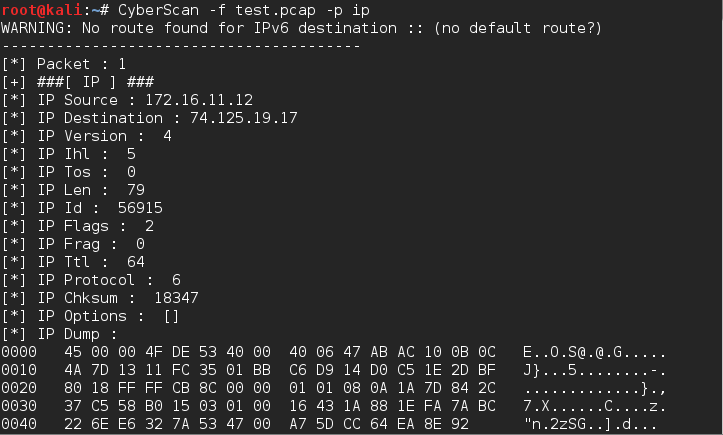 root@kali:~# CyberScan -f test.pcap -p ip
WARNING: No route found for IPv6 destination :: (no default route?)
----------------------------------------
[*] Packet : 1
[+] ###[ IP ] ###
[*] IP Source : 172.16.11.12
[*] IP Destination : 74.125.19.17
[*] IP Version :  4
[*] IP Ihl :  5
[*] IP Tos :  0
[*] IP Len :  79
[*] IP Id :  56915
[*] IP Flags :  2
[*] IP Frag :  0
[*] IP Ttl :  64
[*] IP Protocol :  6
[*] IP Chksum :  18347
[*] IP Options :  []
[*] IP Dump :
0000   45 00 00 4F DE 53 40 00  40 06 47 AB AC 10 0B 0C   E..O.S@.@.G.....
0010   4A 7D 13 11 FC 35 01 BB  C6 D9 14 D0 C5 1E 2D BF   J}...5........-.
0020   80 18 FF FF CB 8C 00 00  01 01 08 0A 1A 7D 84 2C   .............}.,
0030   37 C5 58 B0 15 03 01 00  16 43 1A 88 1E FA 7A BC   7.X......C....z.
0040   22 6E E6 32 7A 53 47 00  A7 5D CC 64 EA 8E 92      "n.2zSG..].d...